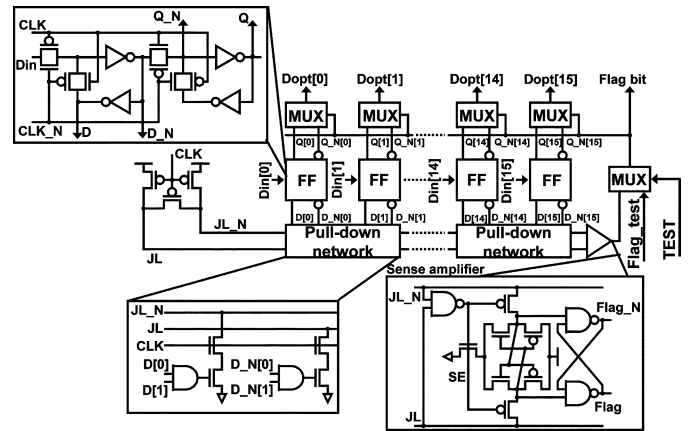 CLK
Q_N
Q
Din
CLK_N
D
D_N
Dopt[0]
Dopt[1]
Dopt[14]
Dopt[15]
Flag bit
MUX
MUX
MUX
MUX
Q[0]
Q_N[0]
Q[1]
Q_N[1]
Q[14]
Q_N[14]
Q[15]
Q_N[15]
CLK
Din[0]
FF
Din[1]
FF
Din[14]
FF
Din[15]
FF
MUX
Flag_test
TEST
D[0]
D_N[0]
D[1]
D_N[1]
D[14]
D_N[14]
D[15]
D_N[15]
JL_N
JL
Pull-down
network
Pull-down
network
Sense amplifier
JL_N
JL
CLK
D[0]
D[1]
D_N[0]
D_N[1]
JL_N
Flag_N
SE
JL
Flag